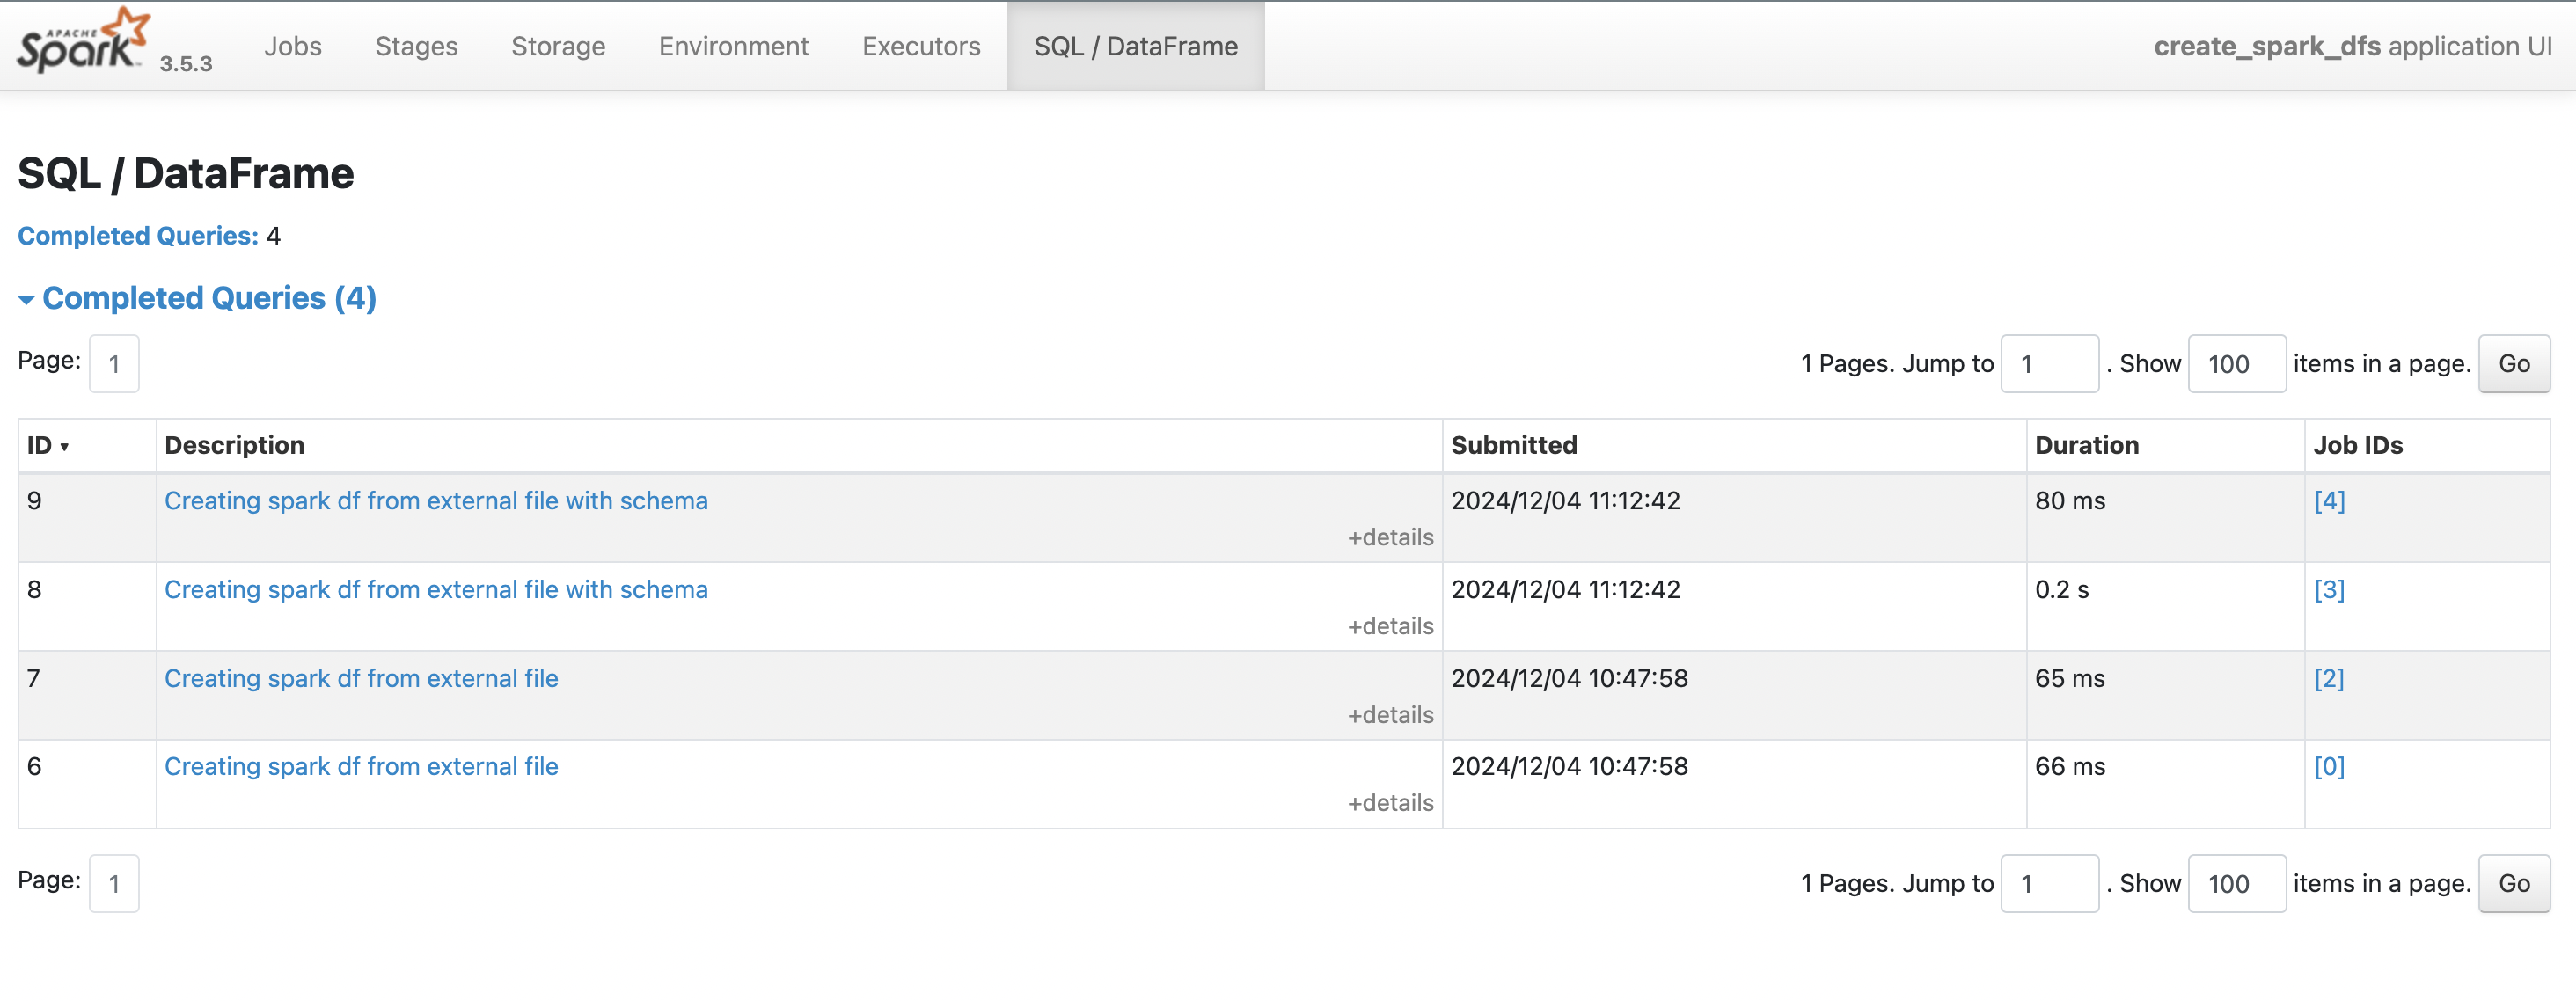 APACHE Spark 3.5.3 Jobs Stages Storage Environment Executors SQL / DataFrame create_spark_dfs application UI
SQL / DataFrame
Completed Queries: 4
Completed Queries (4)
Page: 1 1 Pages. Jump to 1 . Show 100 items in a page. Go
ID ▾ Description Submitted Duration Job IDs
9 Creating spark df from external file with schema 2024/12/04 11:12:42 80 ms [4]
+details
8 Creating spark df from external file with schema 2024/12/04 11:12:42 0.2 s [3]
+details
7 Creating spark df from external file 2024/12/04 10:47:58 65 ms [2]
+details
6 Creating spark df from external file 2024/12/04 10:47:58 66 ms [0]
+details
Page: 1 1 Pages. Jump to 1 . Show 100 items in a page. Go